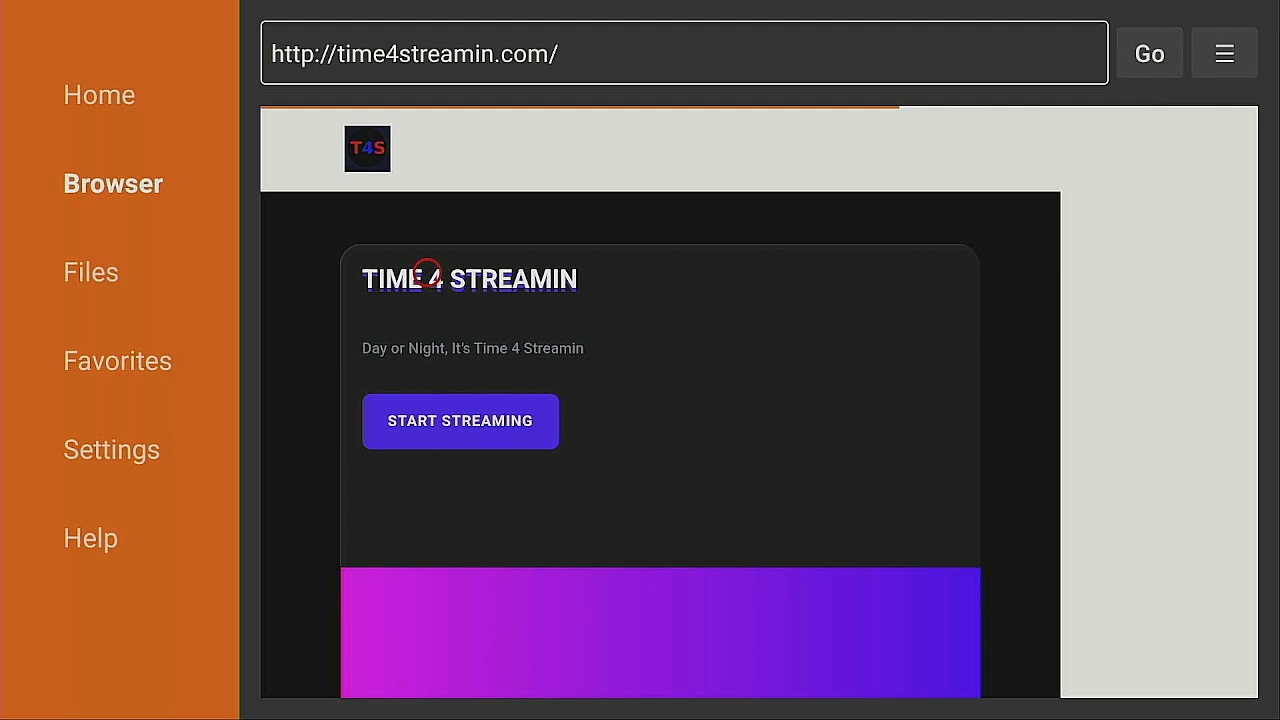 http://time4streamin.com/
Go
Home
Browser
Files
Favorites
Settings
Help
T4S
TIME 4 STREAMIN
Day or Night, It's Time 4 Streamin
START STREAMING